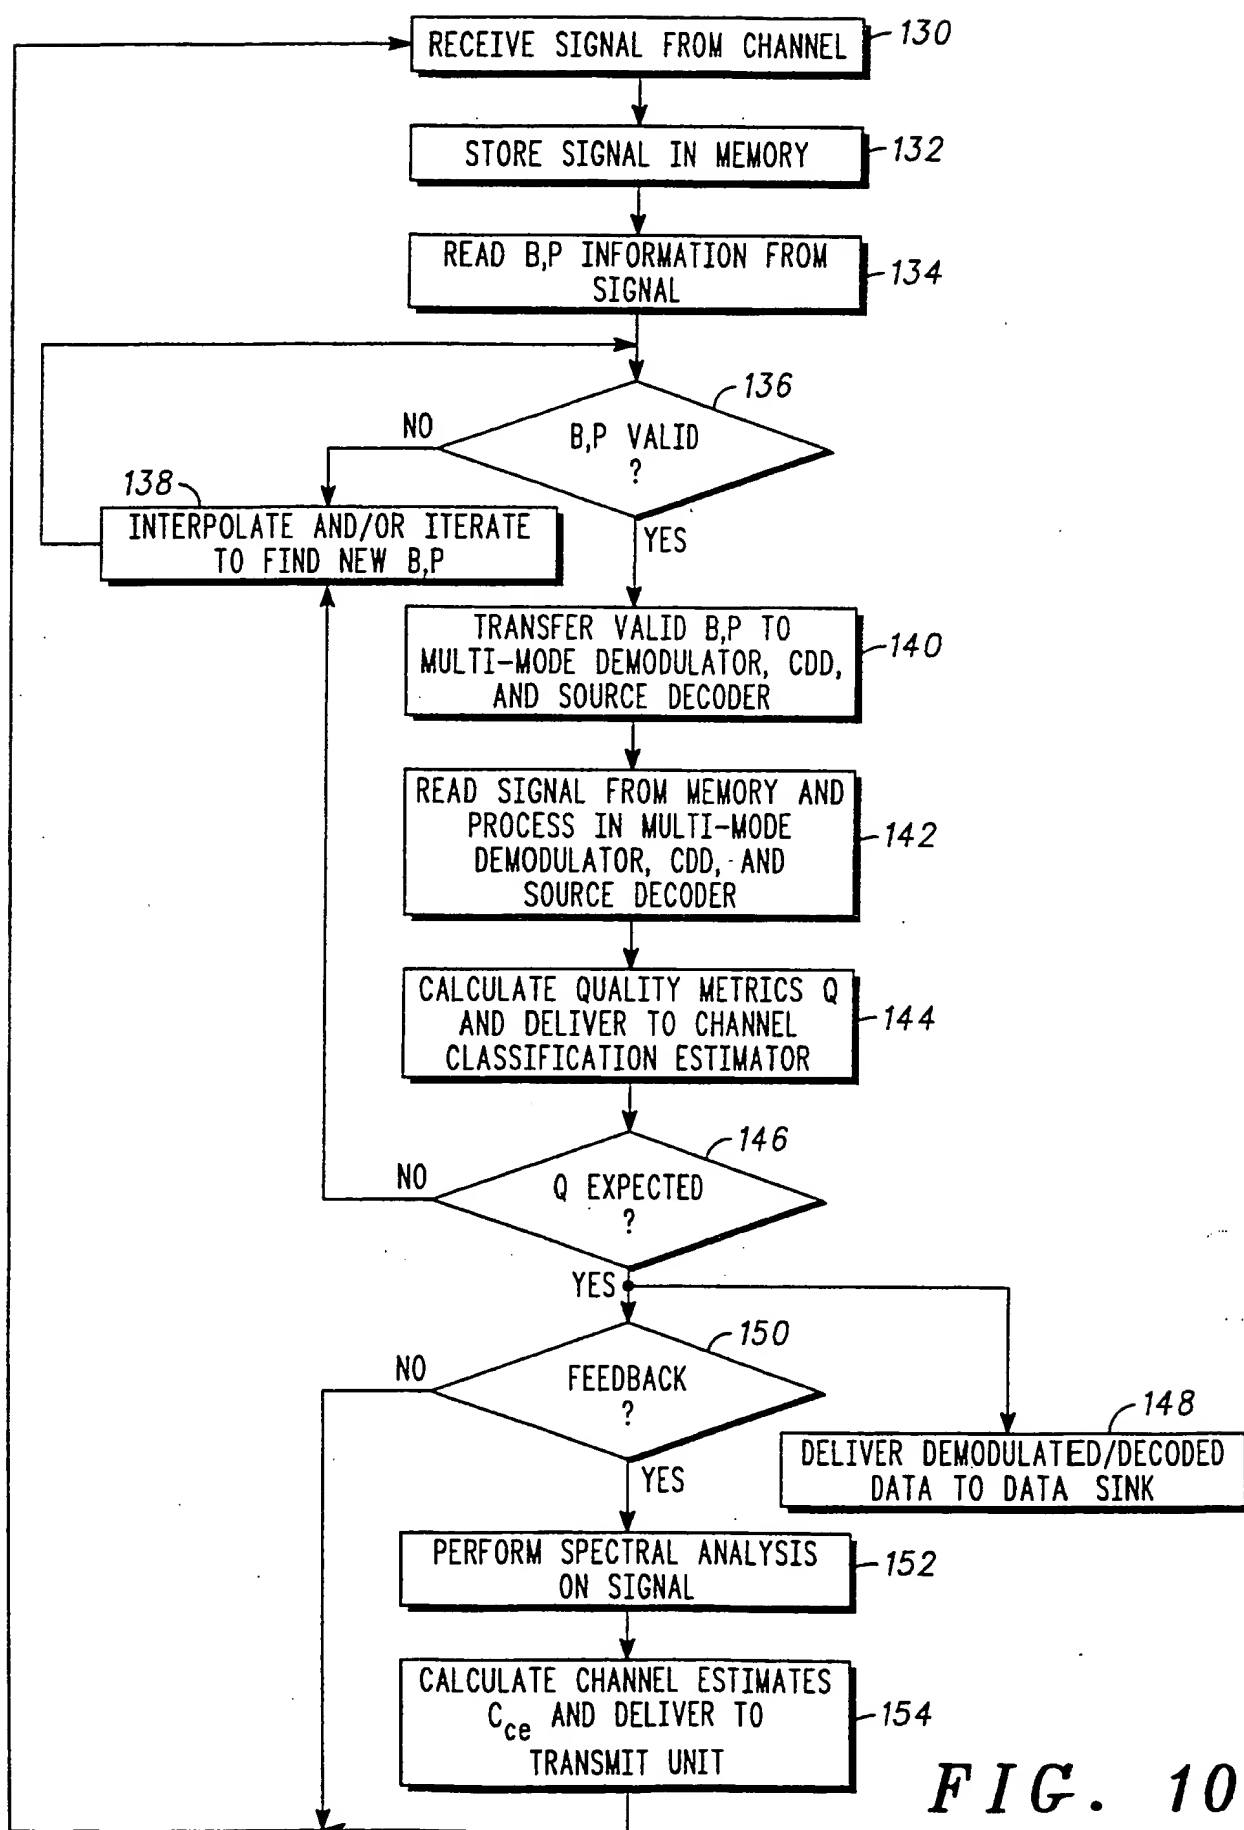 RECEIVE SIGNAL FROM CHANNEL
130
STORE SIGNAL IN MEMORY
132
READ B,P INFORMATION FROM
SIGNAL
134
136
B,P VALID
?
NO
YES
138
INTERPOLATE AND/OR ITERATE
TO FIND NEW B,P
TRANSFER VALID B,P TO
MULTI-MODE DEMODULATOR, CDD,
AND SOURCE DECODER
140
READ SIGNAL FROM MEMORY AND
PROCESS IN MULTI-MODE
DEMODULATOR, CDD, AND
SOURCE DECODER
142
CALCULATE QUALITY METRICS Q
AND DELIVER TO CHANNEL
CLASSIFICATION ESTIMATOR
144
146
Q EXPECTED
?
NO
YES
150
FEEDBACK
?
NO
YES
148
DELIVER DEMODULATED/DECODED
DATA TO DATA SINK
PERFORM SPECTRAL ANALYSIS
ON SIGNAL
152
CALCULATE CHANNEL ESTIMATES
Cce AND DELIVER TO
TRANSMIT UNIT
154
FIG. 10